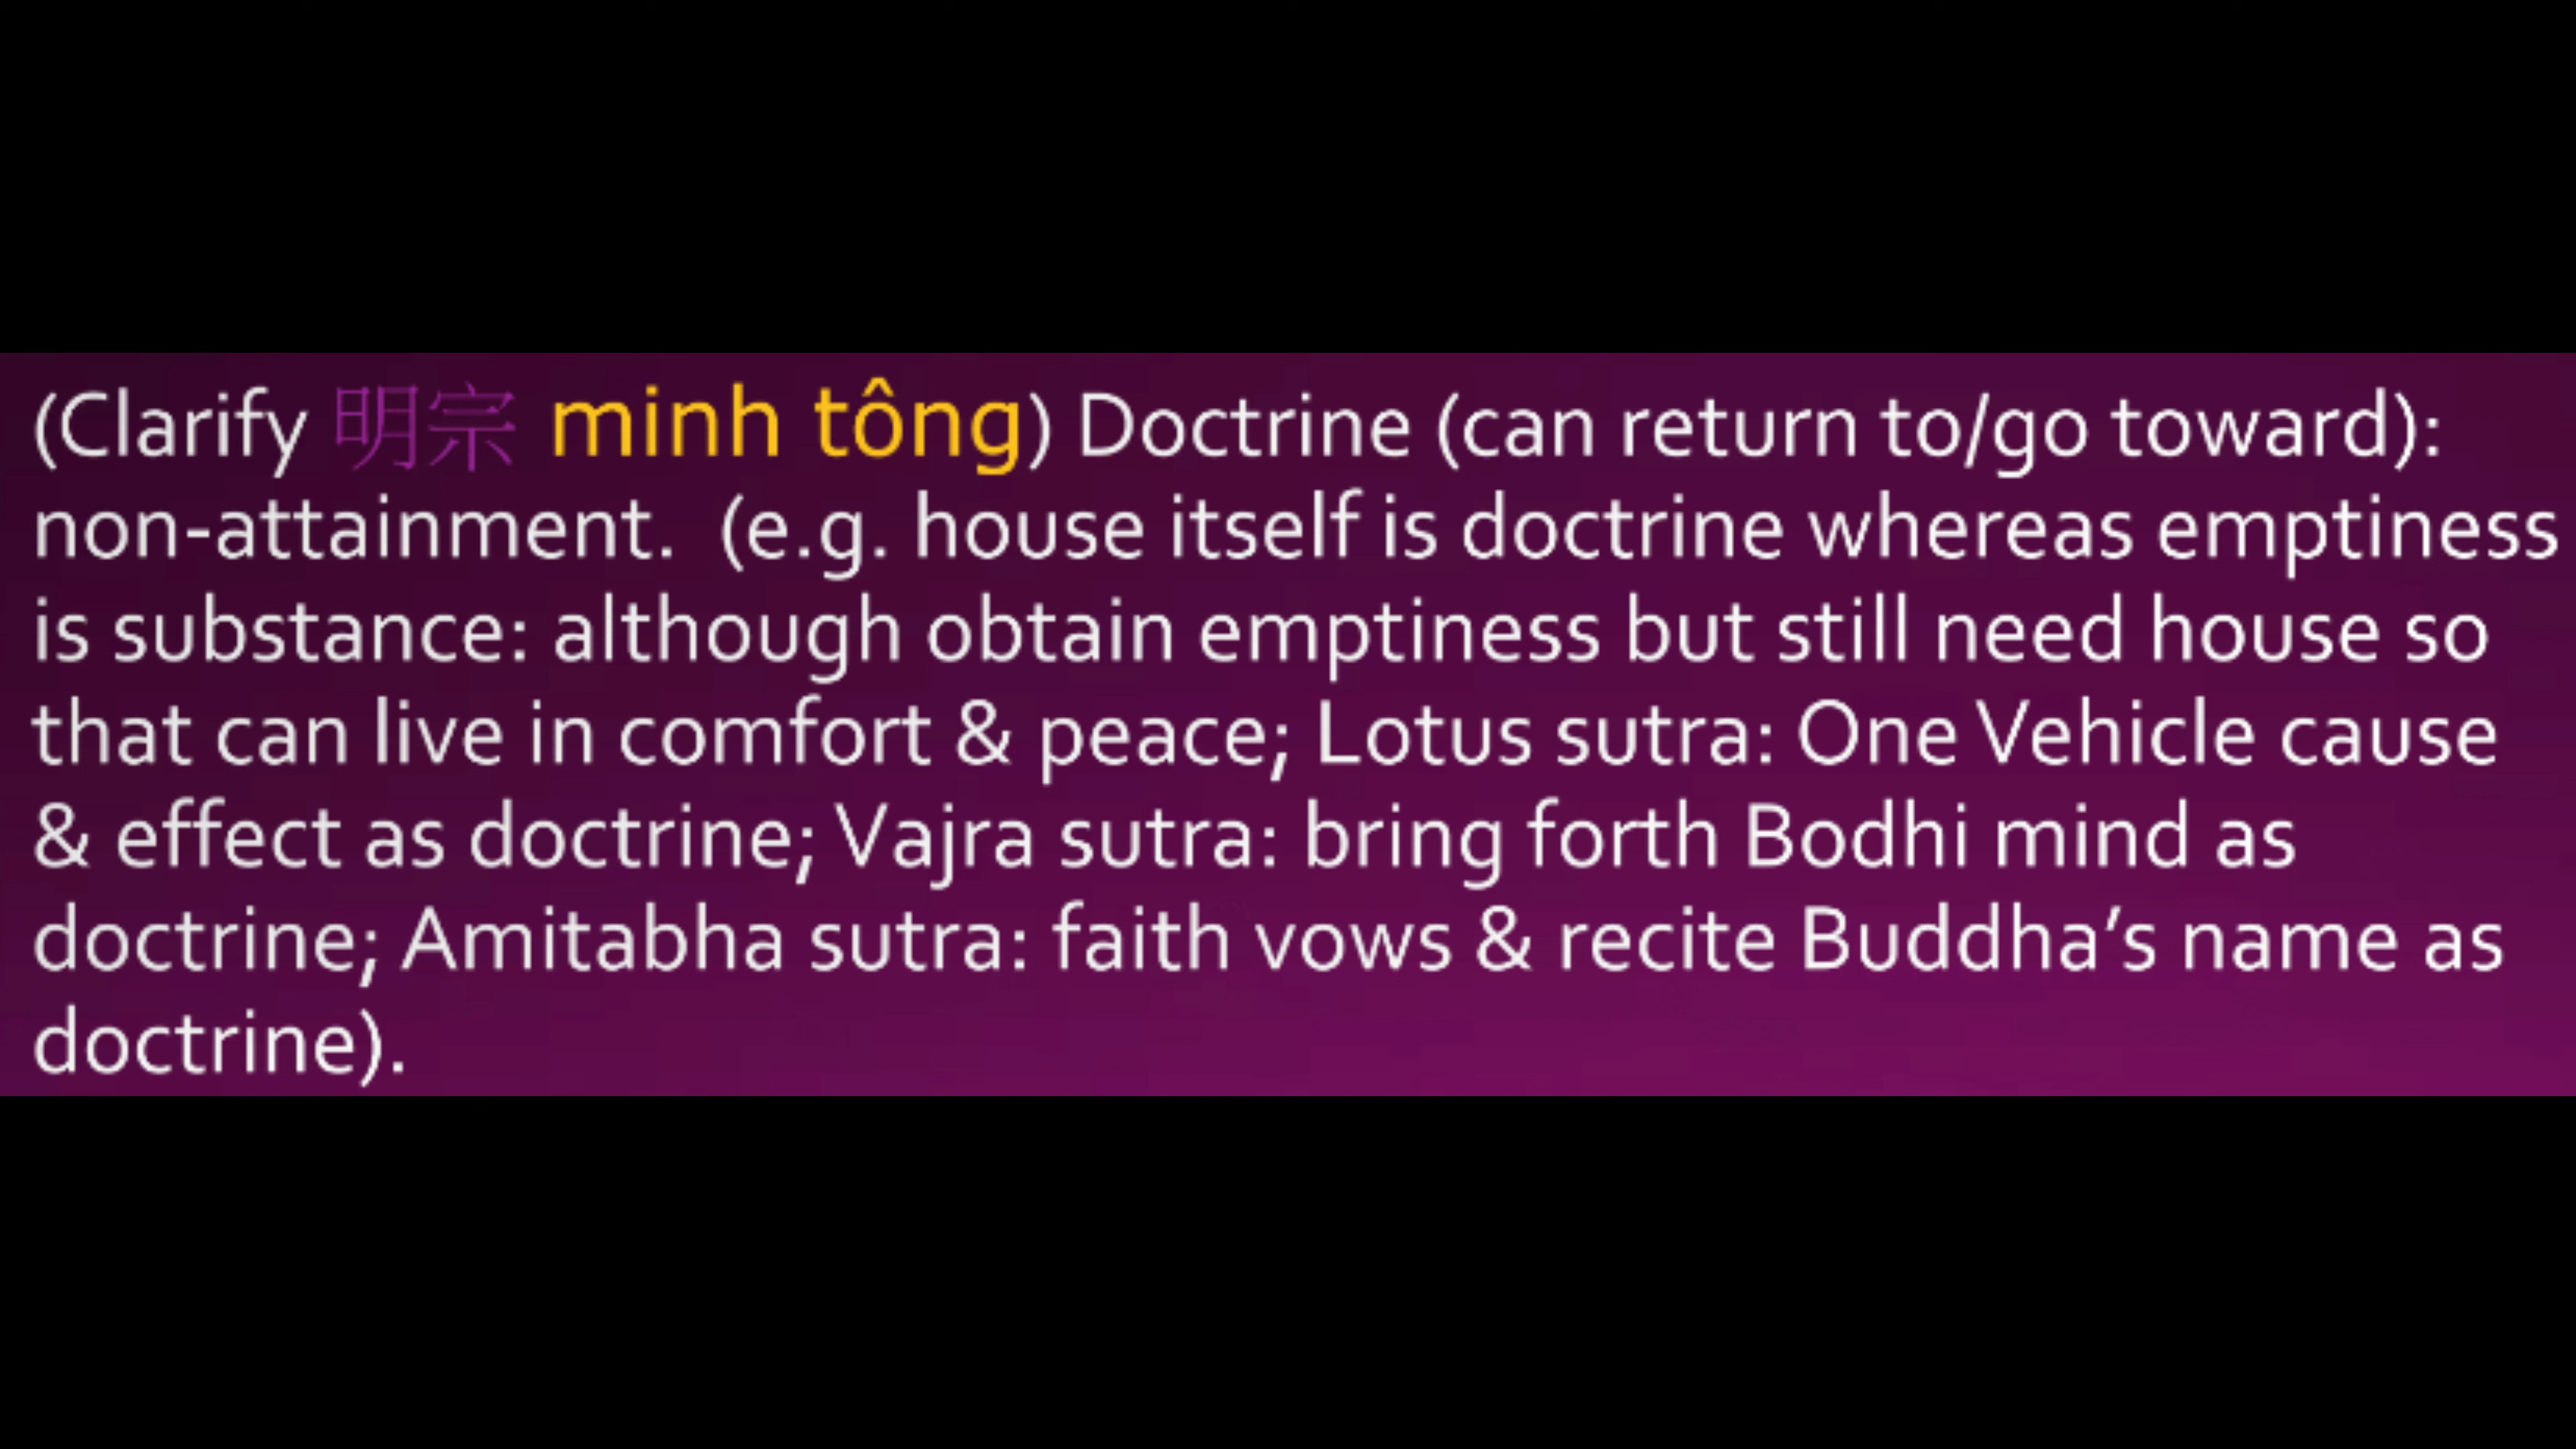 (Clarify 明宗 minh tông) Doctrine (can return to/go toward):
non-attainment.  (e.g. house itself is doctrine whereas emptiness
is substance: although obtain emptiness but still need house so
that can live in comfort & peace; Lotus sutra: One Vehicle cause
& effect as doctrine; Vajra sutra: bring forth Bodhi mind as
doctrine; Amitabha sutra: faith vows & recite Buddha’s name as
doctrine).